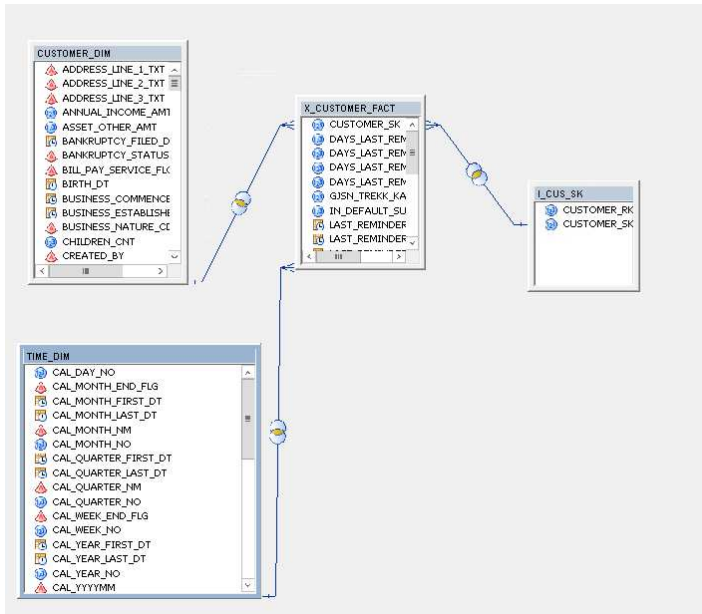 CUSTOMER_DIM
ADDRESS_LINE_1_TXT
ADDRESS_LINE_2_TXT
ADDRESS_LINE_3_TXT
ANNUAL_INCOME_AMT
ASSET_OTHER_AMT
BANKRUPTCY_FILED_D
BANKRUPTCY_STATUS
BILL_PAY_SERVICE_FLG
BIRTH_DT
BUSINESS_COMMENCE
BUSINESS_ESTABLISHE
BUSINESS_NATURE_CD
CHILDREN_CNT
CREATED_BY
X_CUSTOMER_FACT
CUSTOMER_SK
DAYS_LAST_REM
DAYS_LAST_REM
DAYS_LAST_REM
DAYS_LAST_REM
GJSN_TREKK_KA
IN_DEFAULT_SU
LAST_REMINDER
LAST_REMINDER
I_CUS_SK
CUSTOMER_RK
CUSTOMER_SK
TIME_DIM
CAL_DAY_NO
CAL_MONTH_END_FLG
CAL_MONTH_FIRST_DT
CAL_MONTH_LAST_DT
CAL_MONTH_NM
CAL_MONTH_NO
CAL_QUARTER_FIRST_DT
CAL_QUARTER_LAST_DT
CAL_QUARTER_NM
CAL_QUARTER_NO
CAL_WEEK_END_FLG
CAL_WEEK_NO
CAL_YEAR_FIRST_DT
CAL_YEAR_LAST_DT
CAL_YEAR_NO
CAL_YYYYMM